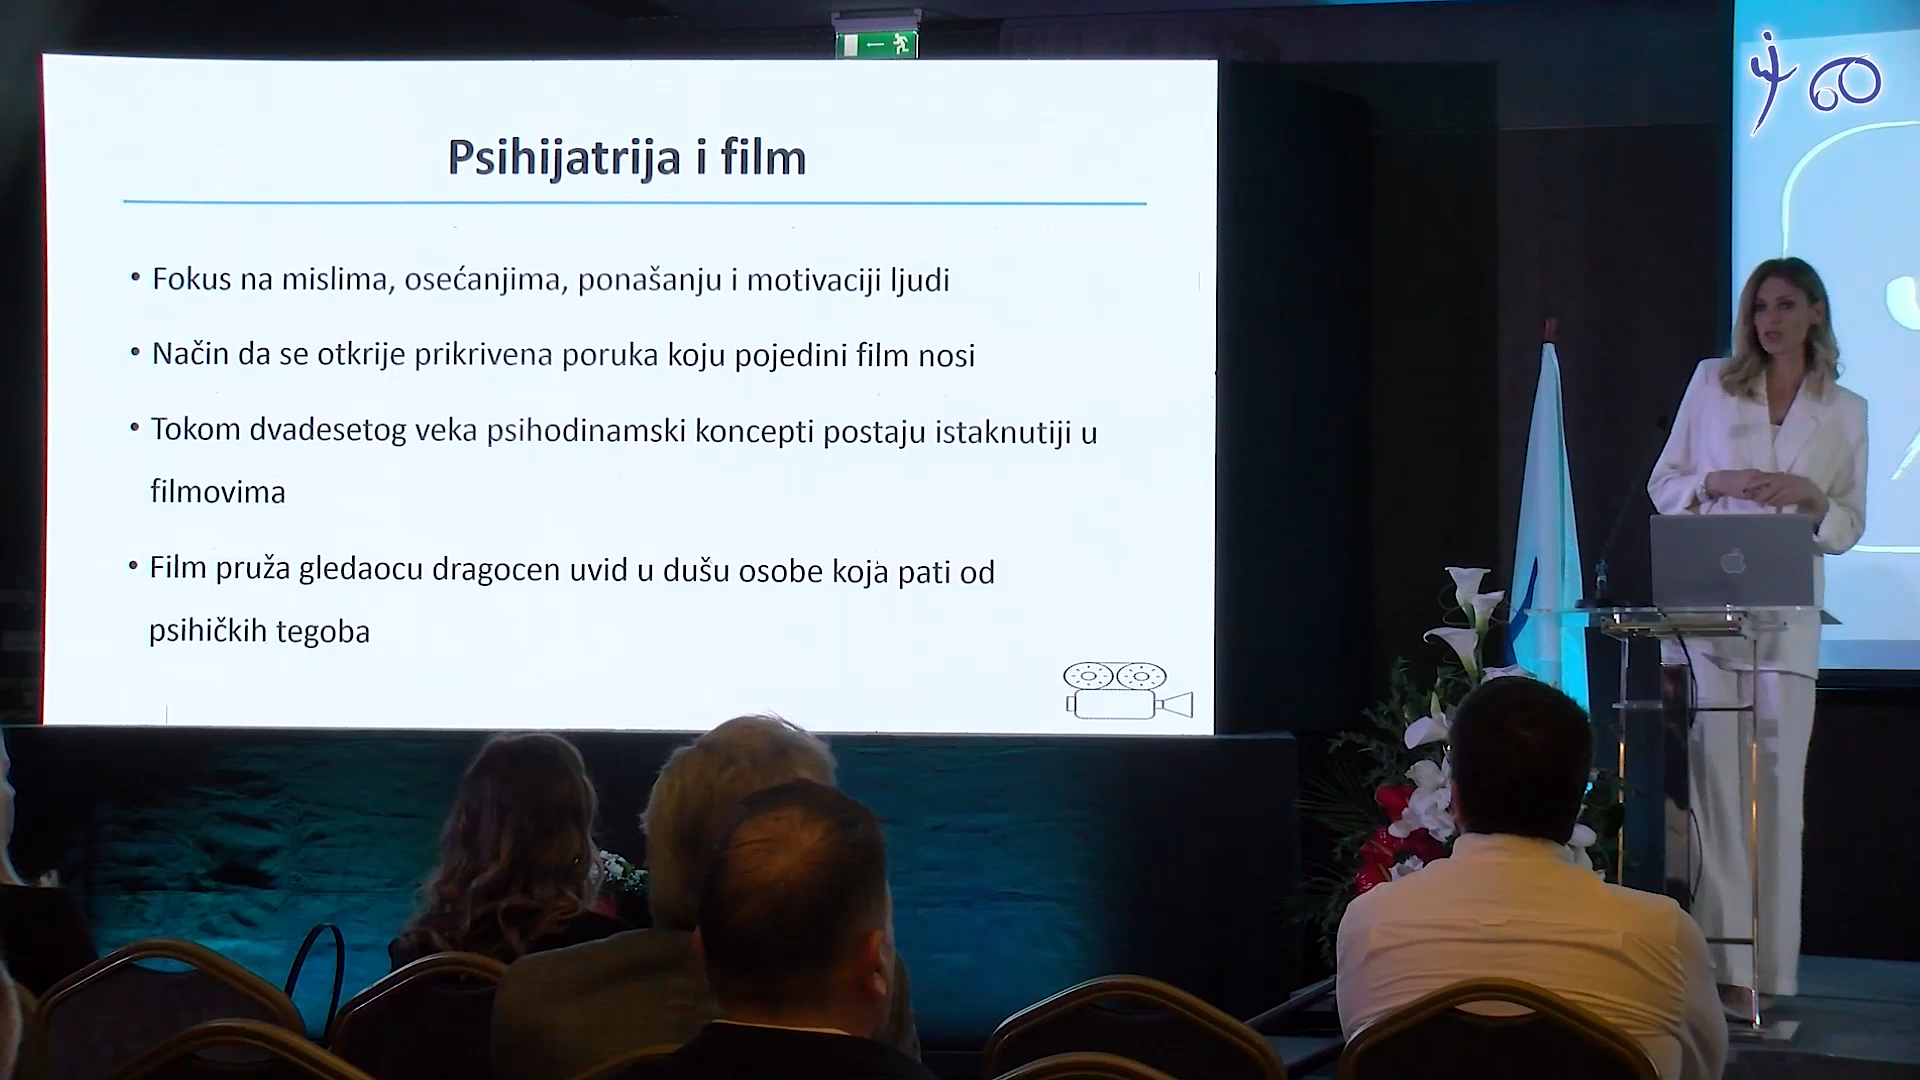 Psihijatrija i film
• Fokus na mislima, osećanjima, ponašanju i motivaciji ljudi
• Način da se otkrije prikrivena poruka koju pojedini film nosi
• Tokom dvadesetog veka psihodinamski koncepti postaju istaknutiji u
filmovima
• Film pruža gledaocu dragocen uvid u dušu osobe koja pati od
psihičkih tegoba
60